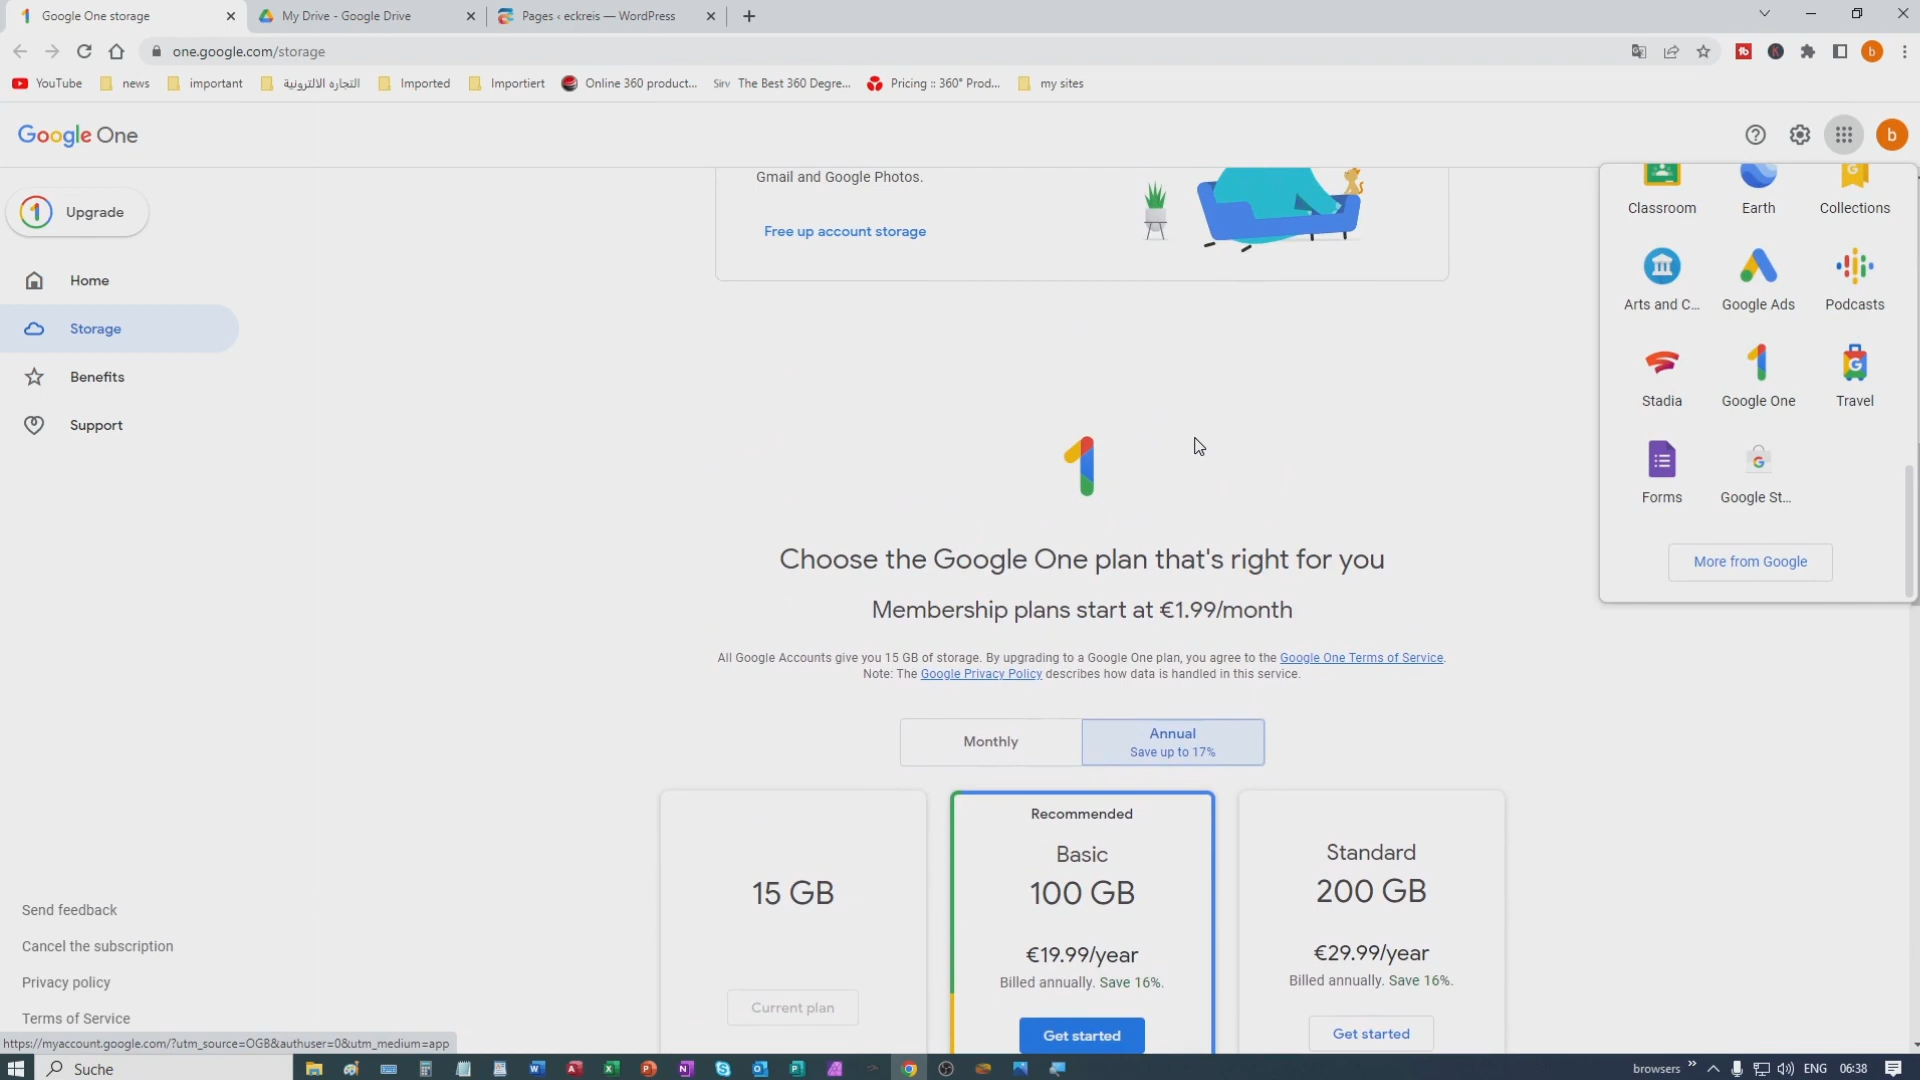 Google One storage
My Drive - Google Drive
Pages ‹ eckreis — WordPress
one.google.com/storage
b
YouTube
news
important
التجاره الالترونية
Imported
Importiert
Online 360 product...
Sirv
The Best 360 Degre...
Pricing :: 360° Prod...
my sites
Google One
b
Upgrade
Home
Storage
Benefits
Support
Gmail and Google Photos.
Free up account storage
Classroom
Earth
Collections
Arts and C...
Google Ads
Podcasts
Stadia
Google One
Travel
Forms
Google St...
More from Google
Choose the Google One plan that's right for you
Membership plans start at €1.99/month
All Google Accounts give you 15 GB of storage. By upgrading to a Google One plan, you agree to the Google One Terms of Service.
Note: The Google Privacy Policy describes how data is handled in this service.
Monthly
Annual
Save up to 17%
15 GB
Current plan
Recommended
Basic
100 GB
€19.99/year
Billed annually. Save 16%.
Get started
Standard
200 GB
€29.99/year
Billed annually. Save 16%.
Get started
Send feedback
Cancel the subscription
Privacy policy
Terms of Service
https://myaccount.google.com/?utm_source=OGB&authuser=0&utm_medium=app
Suche
browsers
ENG
06:38